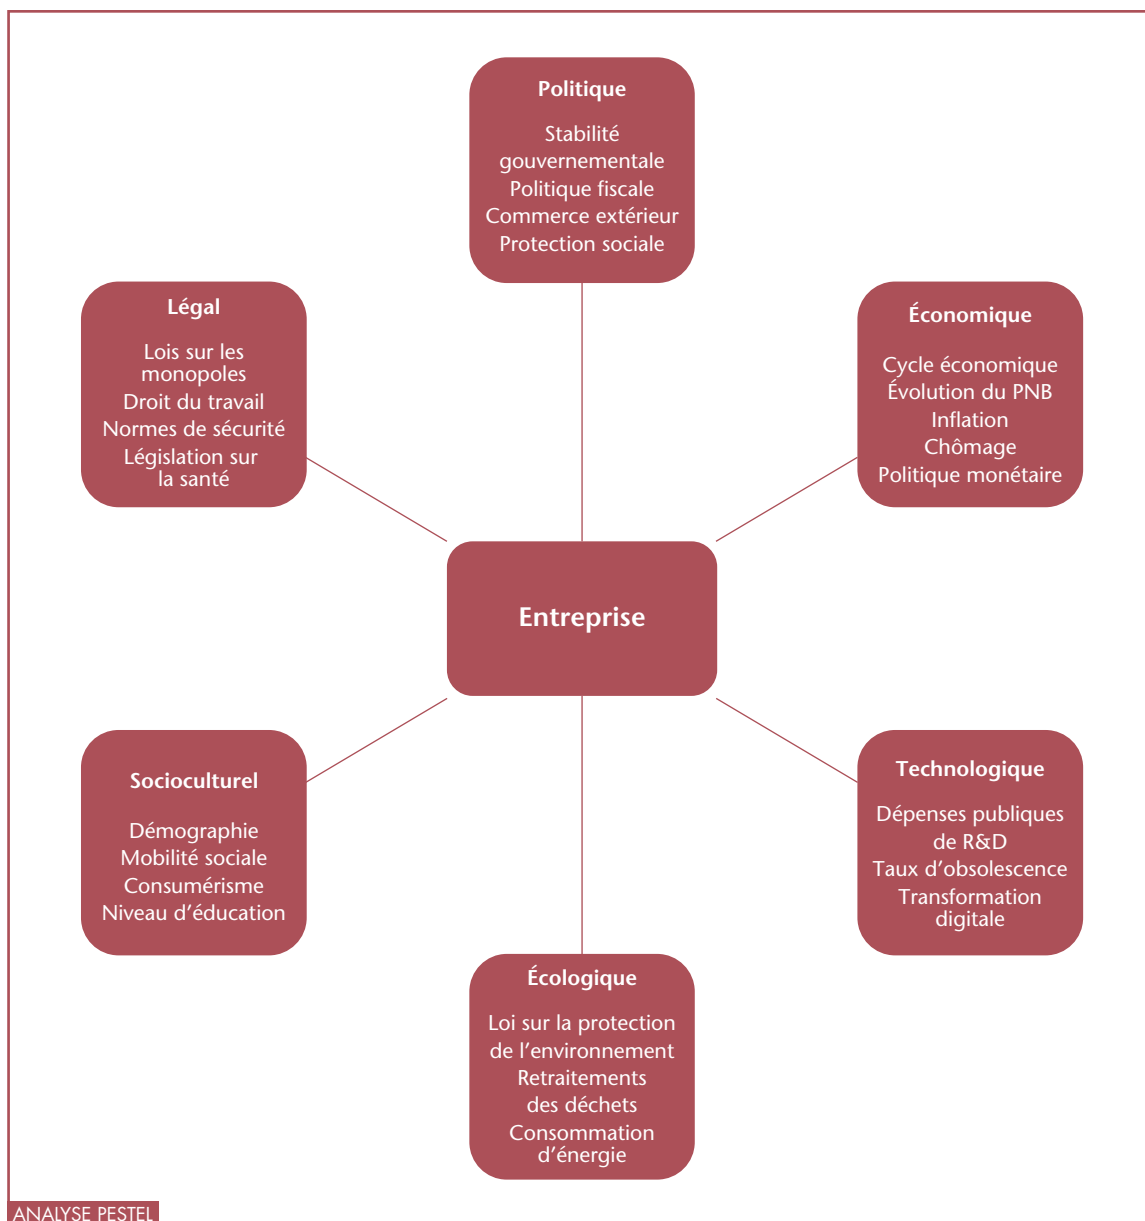 Politique
Stabilité
gouvernementale
Politique fiscale
Commerce extérieur
Protection sociale
Légal
Lois sur les
monopoles
Droit du travail
Normes de sécurité
Législation sur
la santé
Économique
Cycle économique
Évolution du PNB
Inflation
Chômage
Politique monétaire
Entreprise
Socioculturel
Démographie
Mobilité sociale
Consumérisme
Niveau d’éducation
Technologique
Dépenses publiques
de R&D
Taux d’obsolescence
Transformation
digitale
Écologique
Loi sur la protection
de l’environnement
Retraitements
des déchets
Consommation
d’énergie
ANALYSE PESTEL